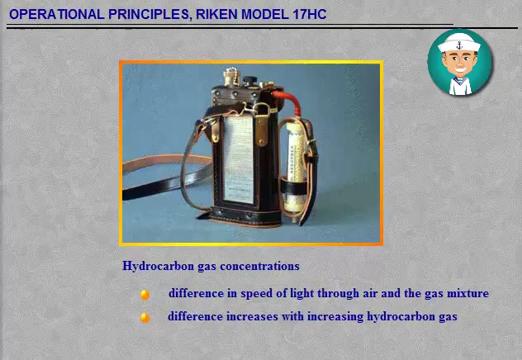 OPERATIONAL PRINCIPLES, RIKEN MODEL 17HC
Hydrocarbon gas concentrations
difference in speed of light through air and the gas mixture
difference increases with increasing hydrocarbon gas